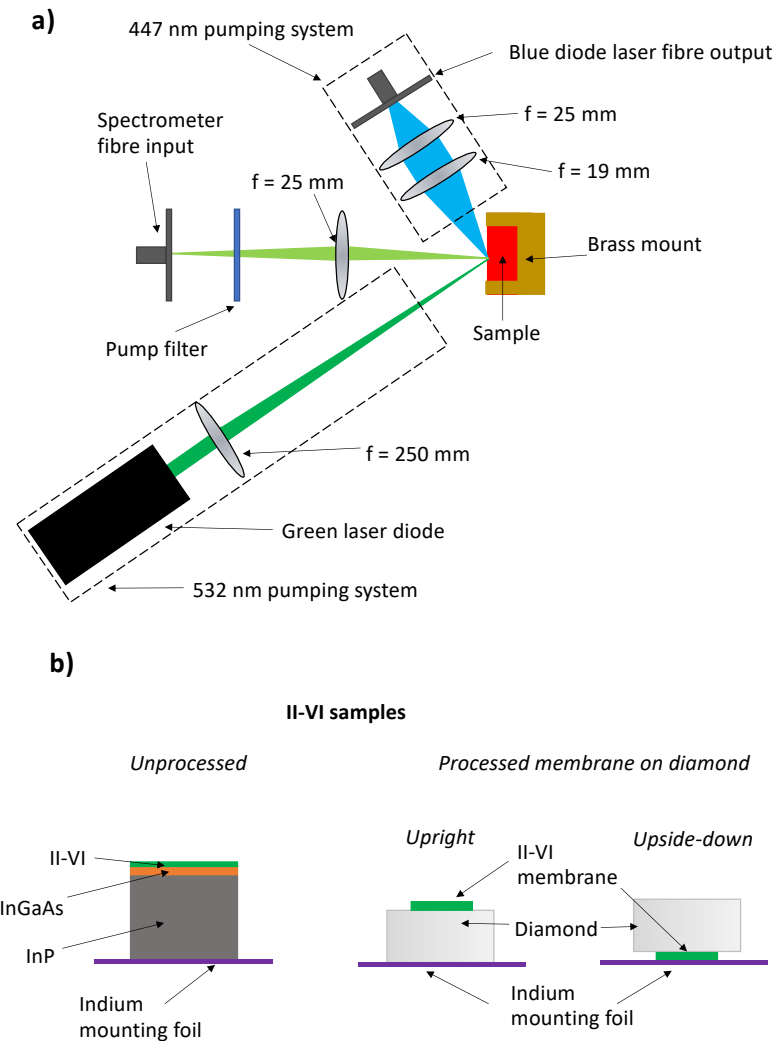 a)
447 nm pumping system
Blue diode laser fibre output
Spectrometer
fibre input
f = 25 mm
f = 25 mm
f = 19 mm
Brass mount
Sample
Pump filter
f = 250 mm
Green laser diode
532 nm pumping system
b)
II-VI samples
Unprocessed
Processed membrane on diamond
Upright
Upside-down
II-VI
InGaAs
InP
Indium
mounting foil
II-VI
membrane
Diamond
Indium
mounting foil